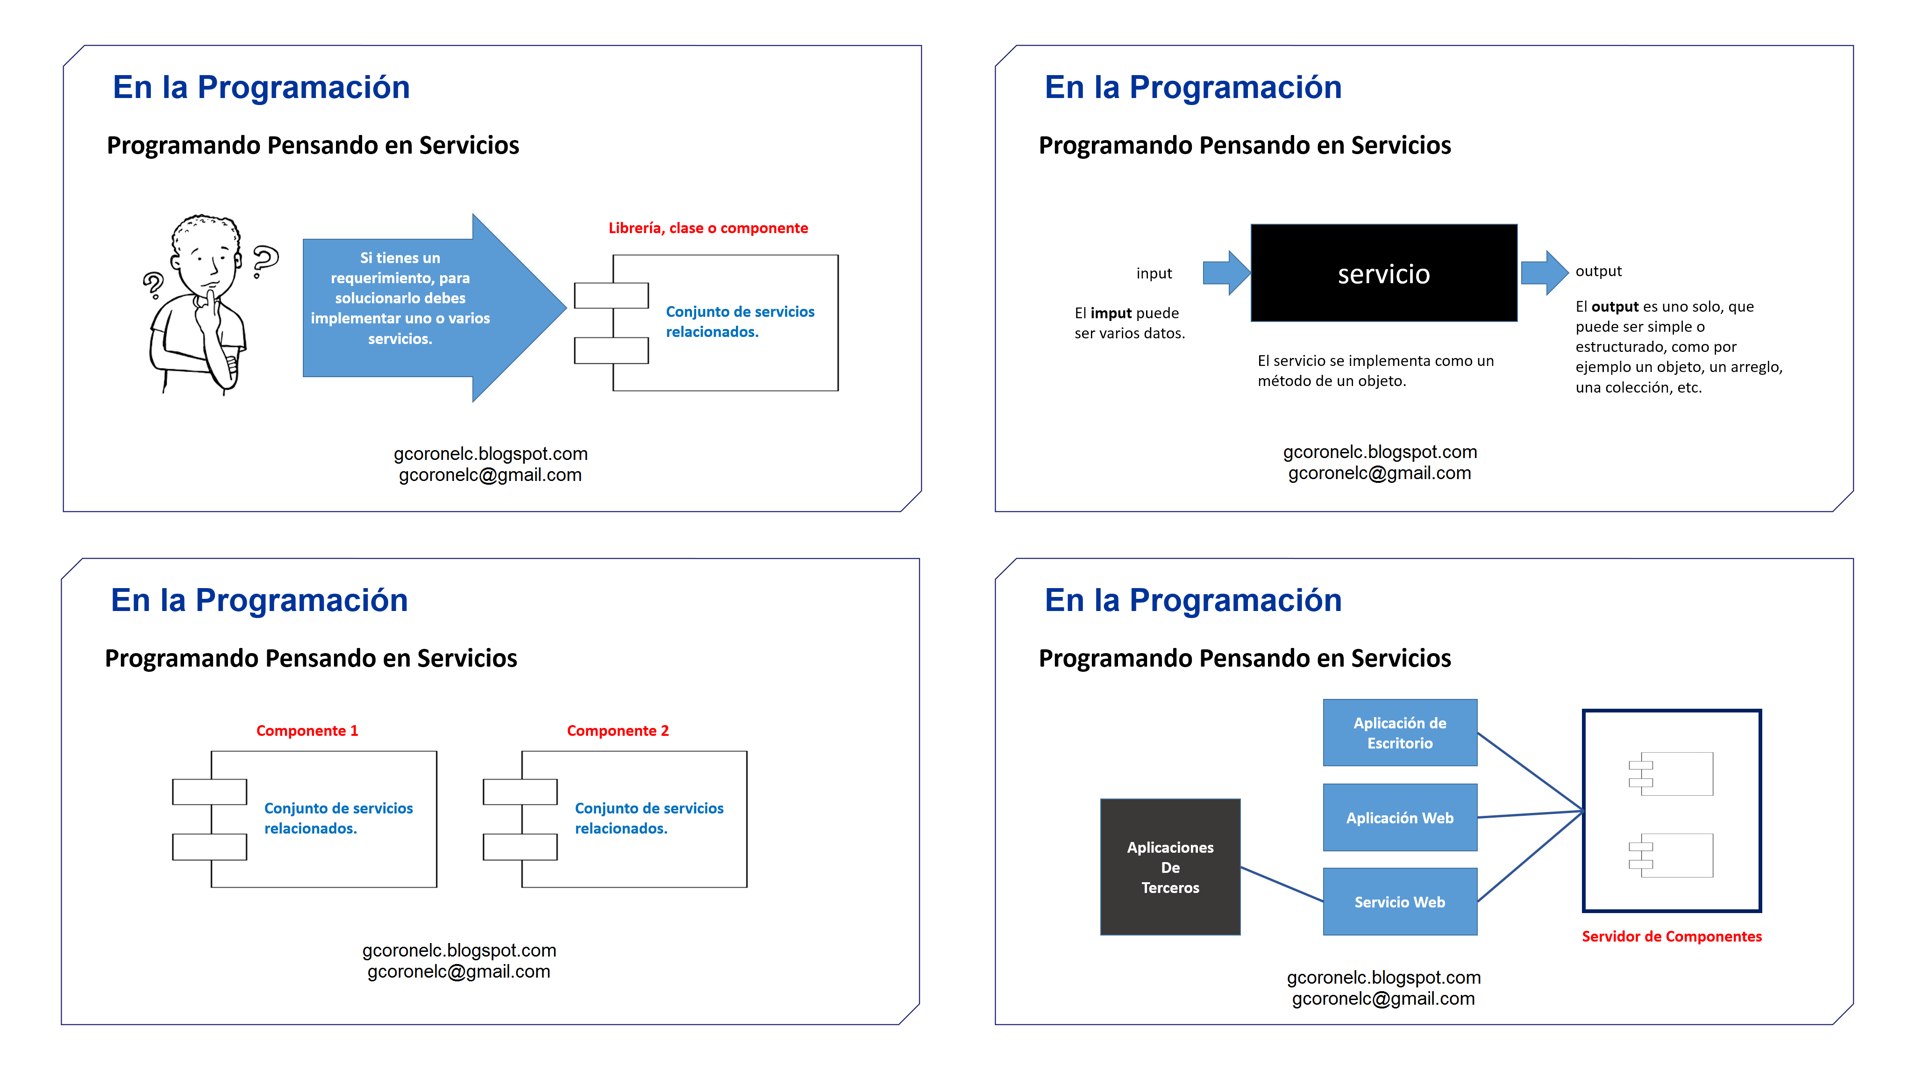 En la Programación
Programando Pensando en Servicios
?
?
Si tienes un
requerimiento, para
solucionarlo debes
implementar uno o varios
servicios.
Librería, clase o componente
Conjunto de servicios
relacionados.
gcoronelc.blogspot.com
gcoronelc@gmail.com
En la Programación
Programando Pensando en Servicios
input
El imput puede
ser varios datos.
servicio
El servicio se implementa como un
método de un objeto.
output
El output es uno solo, que
puede ser simple o
estructurado, como por
ejemplo un objeto, un arreglo,
una colección, etc.
gcoronelc.blogspot.com
gcoronelc@gmail.com
En la Programación
Programando Pensando en Servicios
Componente 1
Conjunto de servicios
relacionados.
Componente 2
Conjunto de servicios
relacionados.
gcoronelc.blogspot.com
gcoronelc@gmail.com
En la Programación
Programando Pensando en Servicios
Aplicaciones
De
Terceros
Aplicación de
Escritorio
Aplicación Web
Servicio Web
Servidor de Componentes
gcoronelc.blogspot.com
gcoronelc@gmail.com